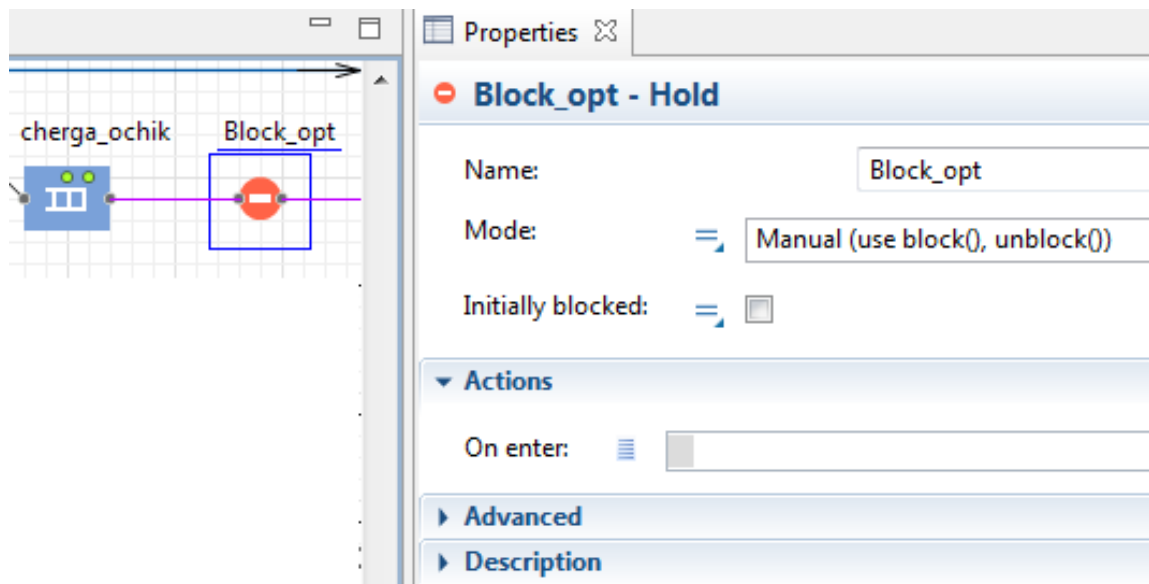 cherga_ochik
Block_opt
Properties
Block_opt - Hold
Name:
Block_opt
Mode:
Manual (use block(), unblock())
Initially blocked:
Actions
On enter:
Advanced
Description